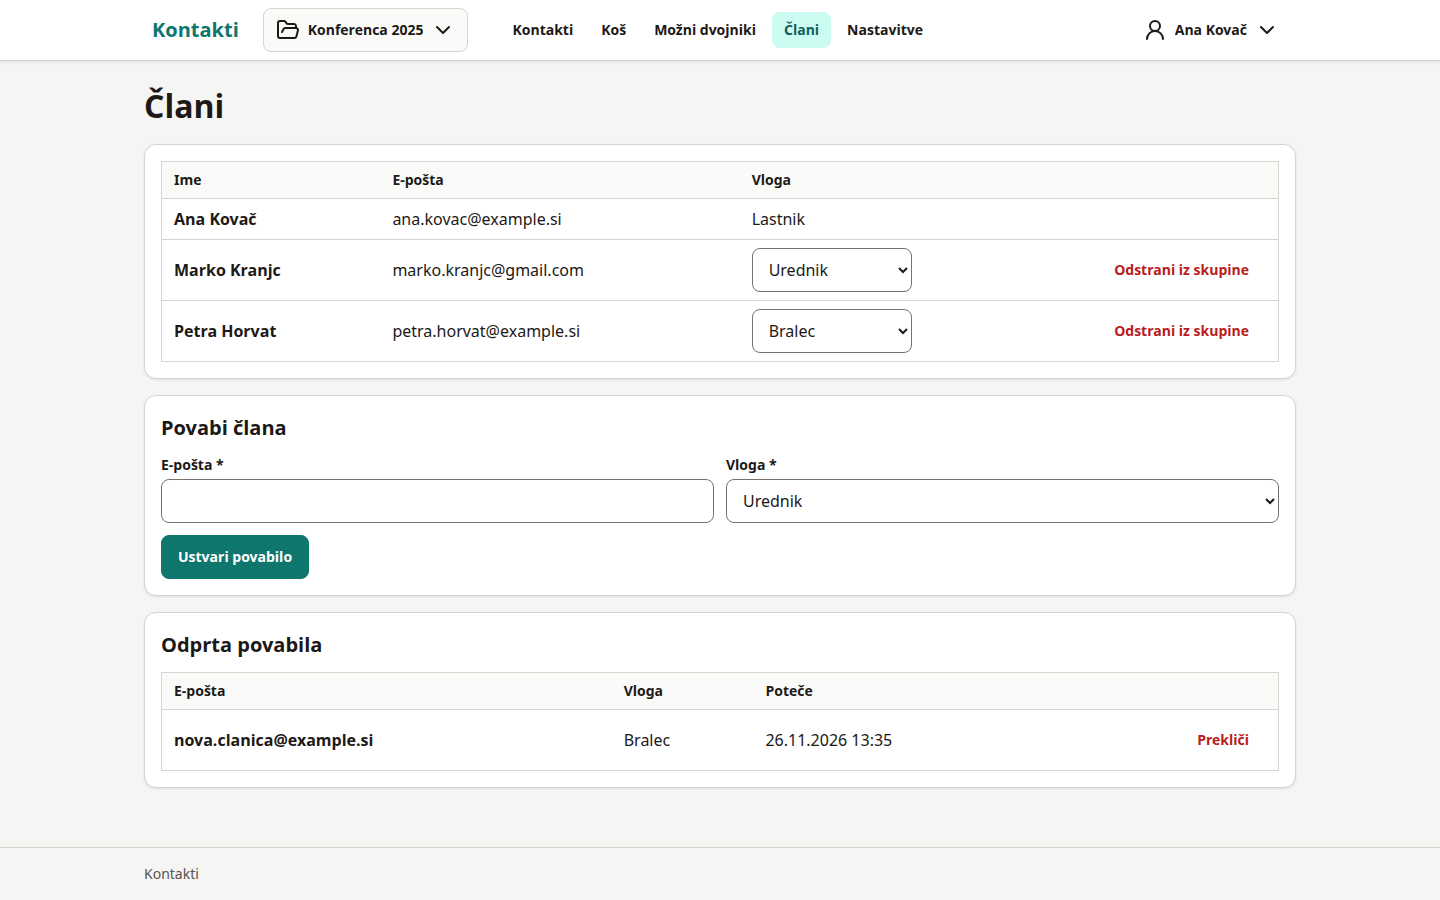 Kontakti Konferenca 2025 Kontakti Koš Možni dvojniki Člani Nastavitve Ana Kovač
Člani
Ime E-pošta Vloga
Ana Kovač ana.kovac@example.si Lastnik
Marko Kranjc marko.kranjc@gmail.com Urednik Odstrani iz skupine
Petra Horvat petra.horvat@example.si Bralec Odstrani iz skupine
Povabi člana
E-pošta * Vloga *
Urednik
Ustvari povabilo
Odprta povabila
E-pošta Vloga Poteče
nova.clanica@example.si Bralec 26.11.2026 13:35 Prekliči
Kontakti